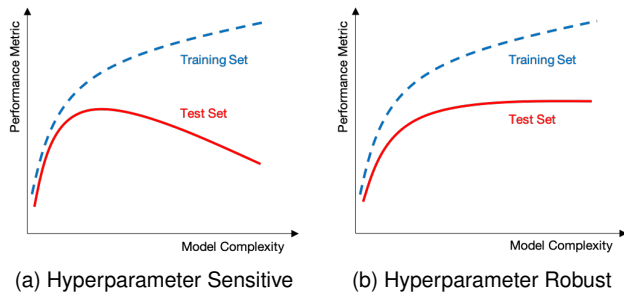 Performance Metric
Training Set
Test Set
Model Complexity
(a) Hyperparameter Sensitive
Performance Metric
Training Set
Test Set
Model Complexity
(b) Hyperparameter Robust